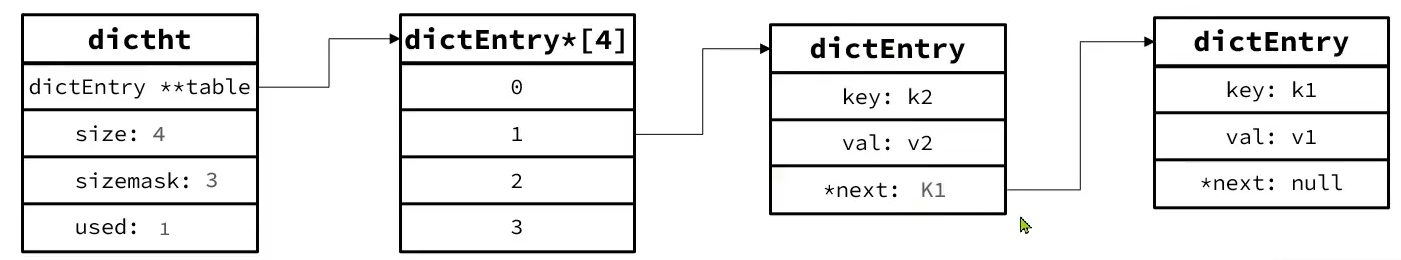 dictht
dictEntry **table
size: 4
sizemask: 3
used: 1
dictEntry*[4]
0
1
2
3
dictEntry
key: k2
val: v2
*next: K1
dictEntry
key: k1
val: v1
*next: null